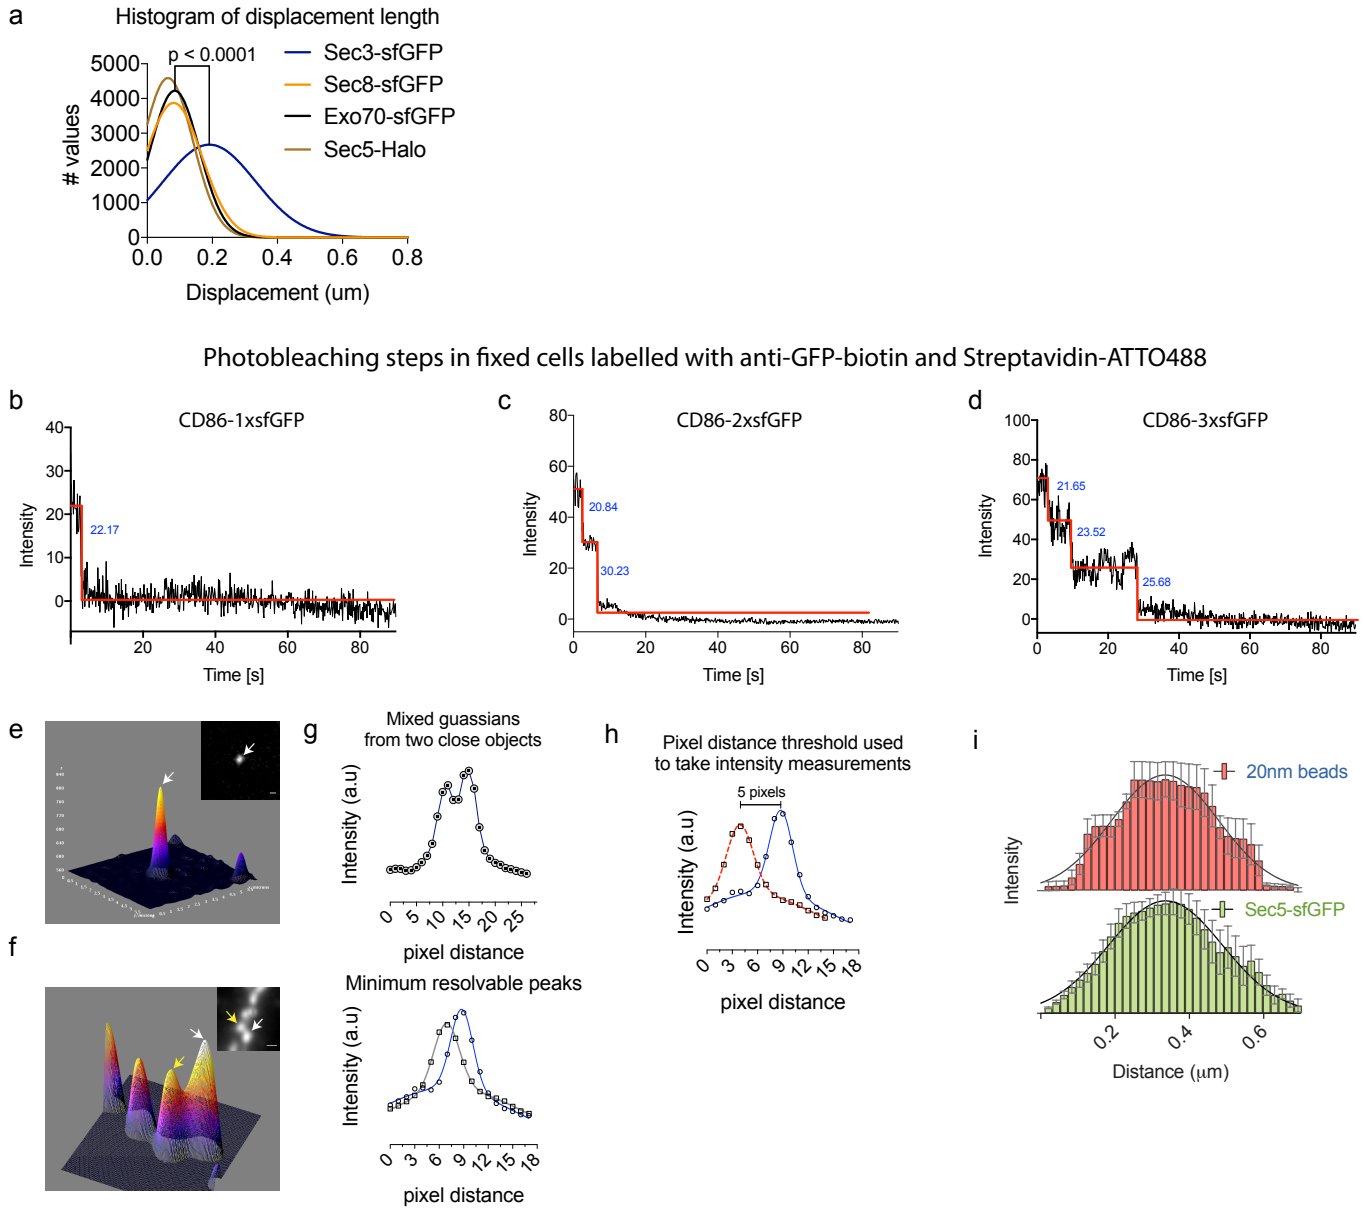 a
Histogram of displacement length
p < 0.0001
Sec3-sfGFP
Sec8-sfGFP
Exo70-sfGFP
Sec5-Halo
# values
5000
4000
3000
2000
1000
0
0.0 0.2 0.4 0.6 0.8
Displacement (um)
Photobleaching steps in fixed cells labelled with anti-GFP-biotin and Streptavidin-ATTO488
b
CD86-1xsfGFP
Intensity
40
30
20
10
0
22.17
20 40 60 80
Time [s]
c
CD86-2xsfGFP
Intensity
80
60
40
20
0
20.84
30.23
0 20 40 60 80
Time [s]
d
CD86-3xsfGFP
Intensity
100
80
60
40
20
0
21.65
23.52
25.68
0 20 40 60 80
Time [s]
e
f
g
Mixed guassians
from two close objects
Intensity (a.u)
0 5 10 15 20 25
pixel distance
Minimum resolvable peaks
Intensity (a.u)
0 3 6 9 12 15 18
pixel distance
h
Pixel distance threshold used
to take intensity measurements
5 pixels
Intensity (a.u)
0 3 6 9 12 15 18
pixel distance
i
20nm beads
Sec5-sfGFP
Intensity
0.2 0.4 0.6
Distance (μm)